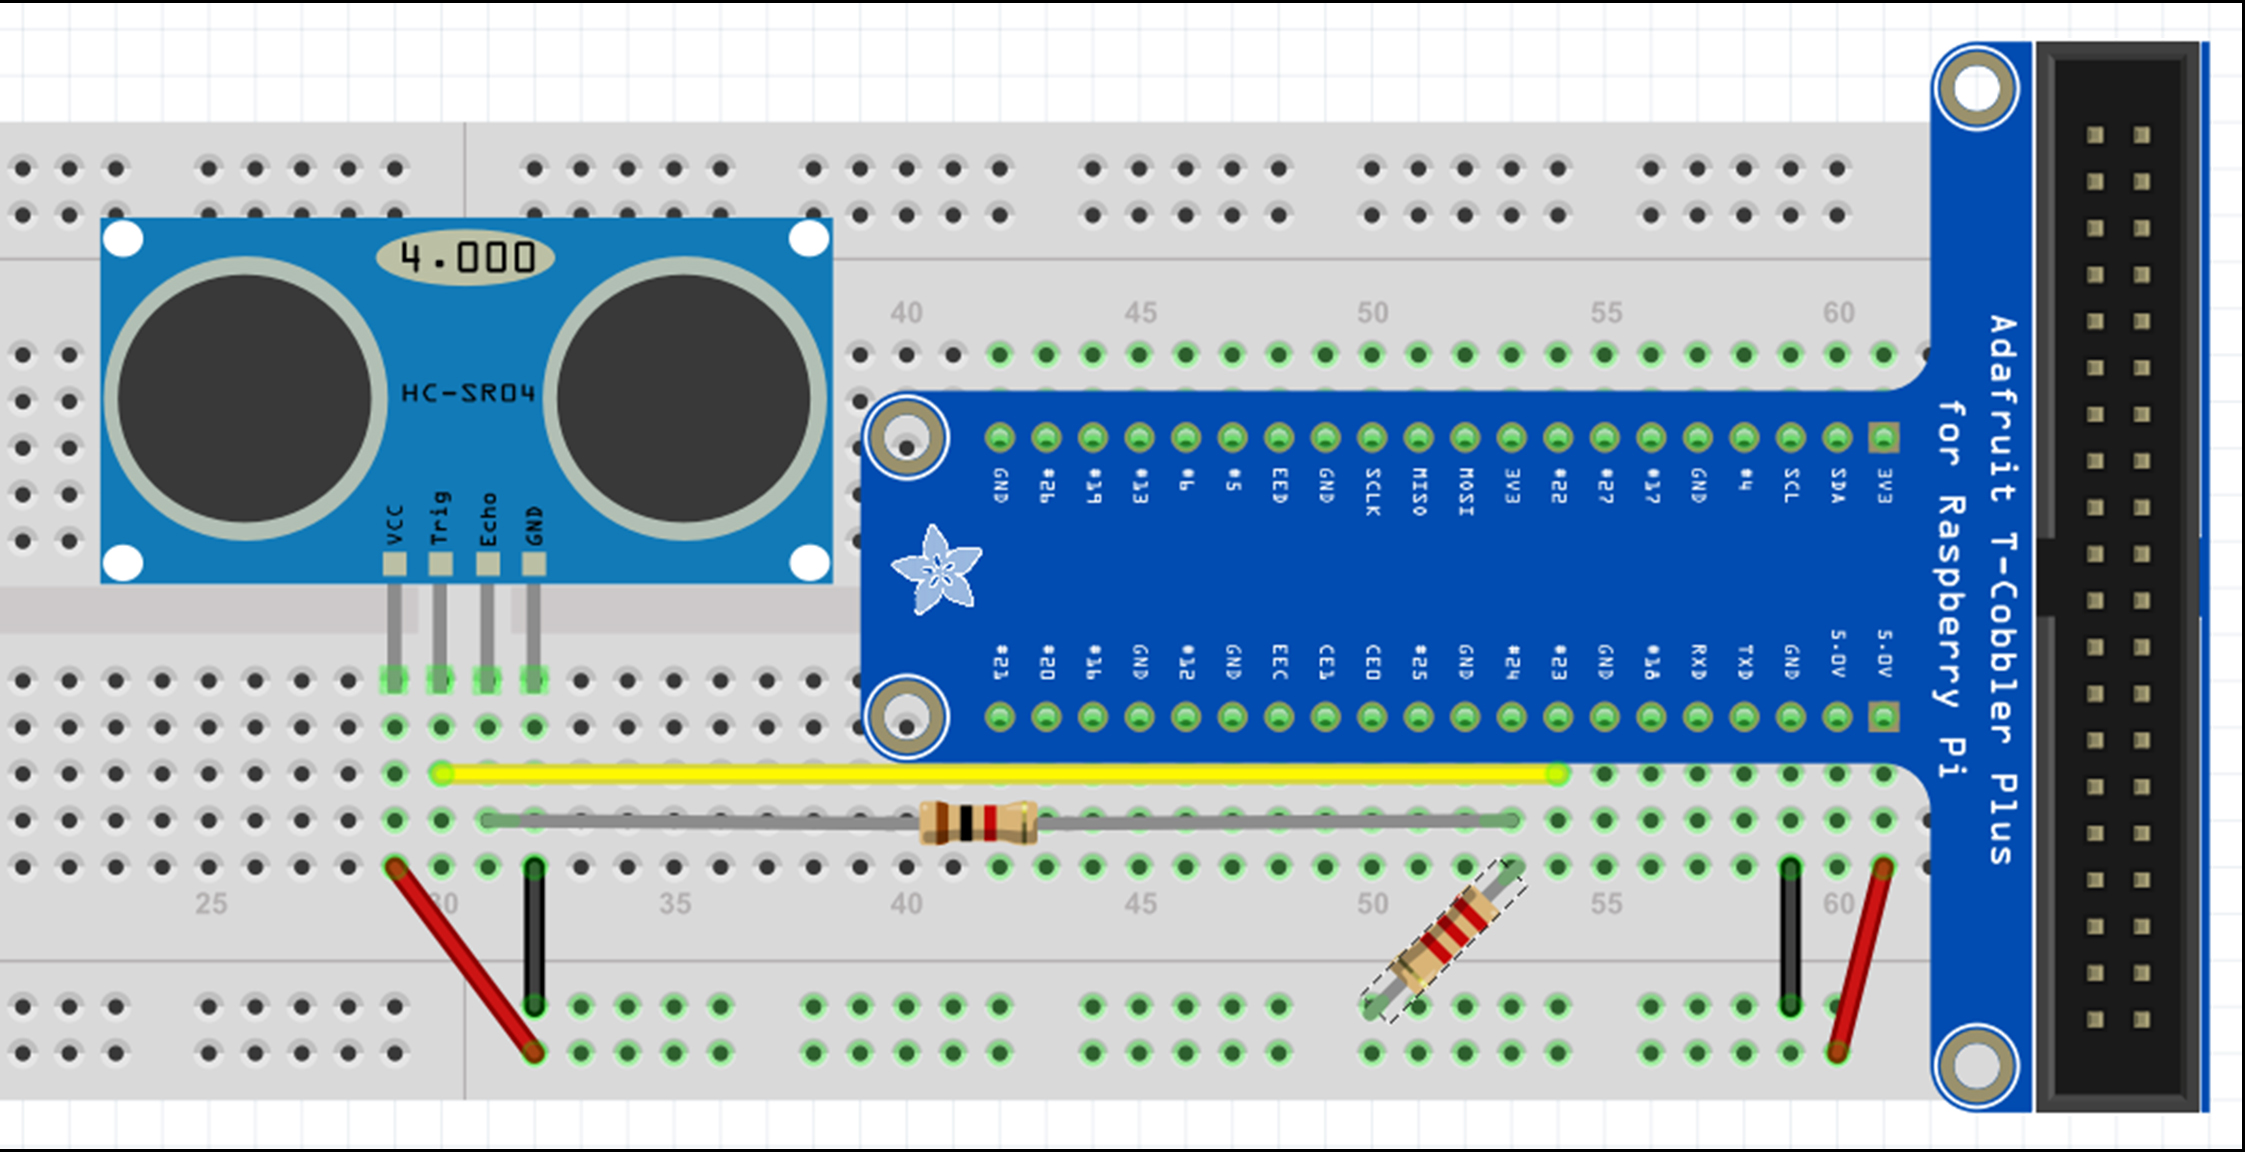 4.000
HC-SR04
VCC
Trig
Echo
GND
40
45
50
55
60
GND
#26
#19
#13
#6
#5
EED
GND
SCLK
MISO
MOSI
3V3
#22
#27
#17
GND
#4
SCL
SDA
3V3
Adafruit T-Cobbler Plus
for Raspberry Pi
#21
#20
#16
GND
#12
GND
EEC
CE1
CE0
#25
GND
#24
#23
GND
#18
RXD
TXD
GND
5.0V
5.0V
25
30
35
40
45
50
55
60